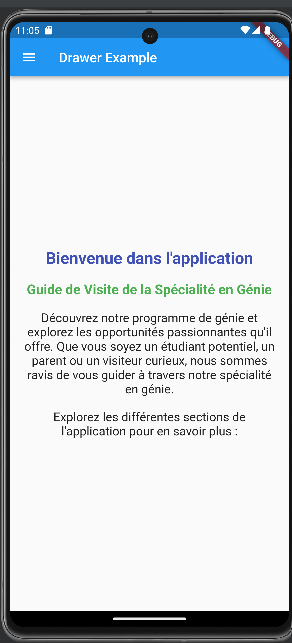 11:05
DEBUG
Drawer Example
Bienvenue dans l'application
Guide de Visite de la Spécialité en Génie
Découvrez notre programme de génie et
explorez les opportunités passionnantes qu'il
offre. Que vous soyez un étudiant potentiel, un
parent ou un visiteur curieux, nous sommes
ravis de vous guider à travers notre spécialité
en génie.
Explorez les différentes sections de
l'application pour en savoir plus :